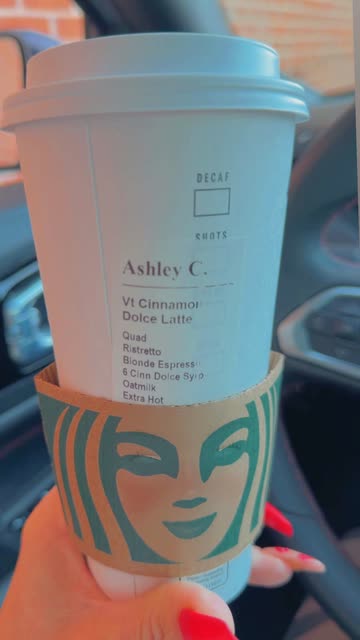 DECAF
SHOTS
Ashley C.
Vt Cinnamon
Dolce Latte
Quad
Ristretto
Blonde Espresso
6 Cinn Dolce Syrp
Oatmilk
Extra Hot